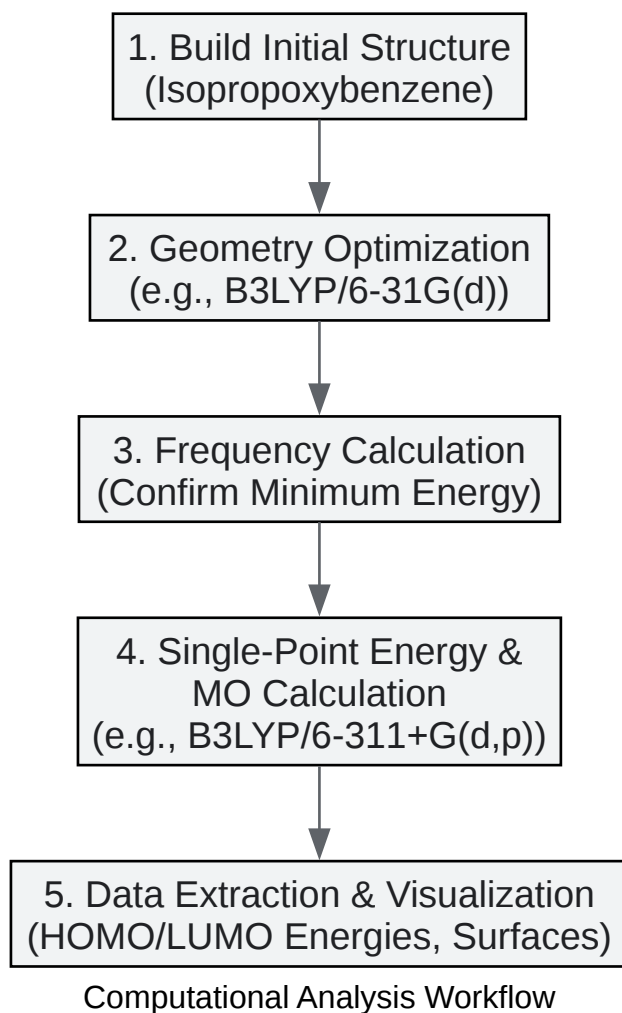 1. Build Initial Structure
(Isopropoxybenzene)
2. Geometry Optimization
(e.g., B3LYP/6-31G(d))
3. Frequency Calculation
(Confirm Minimum Energy)
4. Single-Point Energy &
MO Calculation
(e.g., B3LYP/6-311+G(d,p))
5. Data Extraction & Visualization
(HOMO/LUMO Energies, Surfaces)
Computational Analysis Workflow